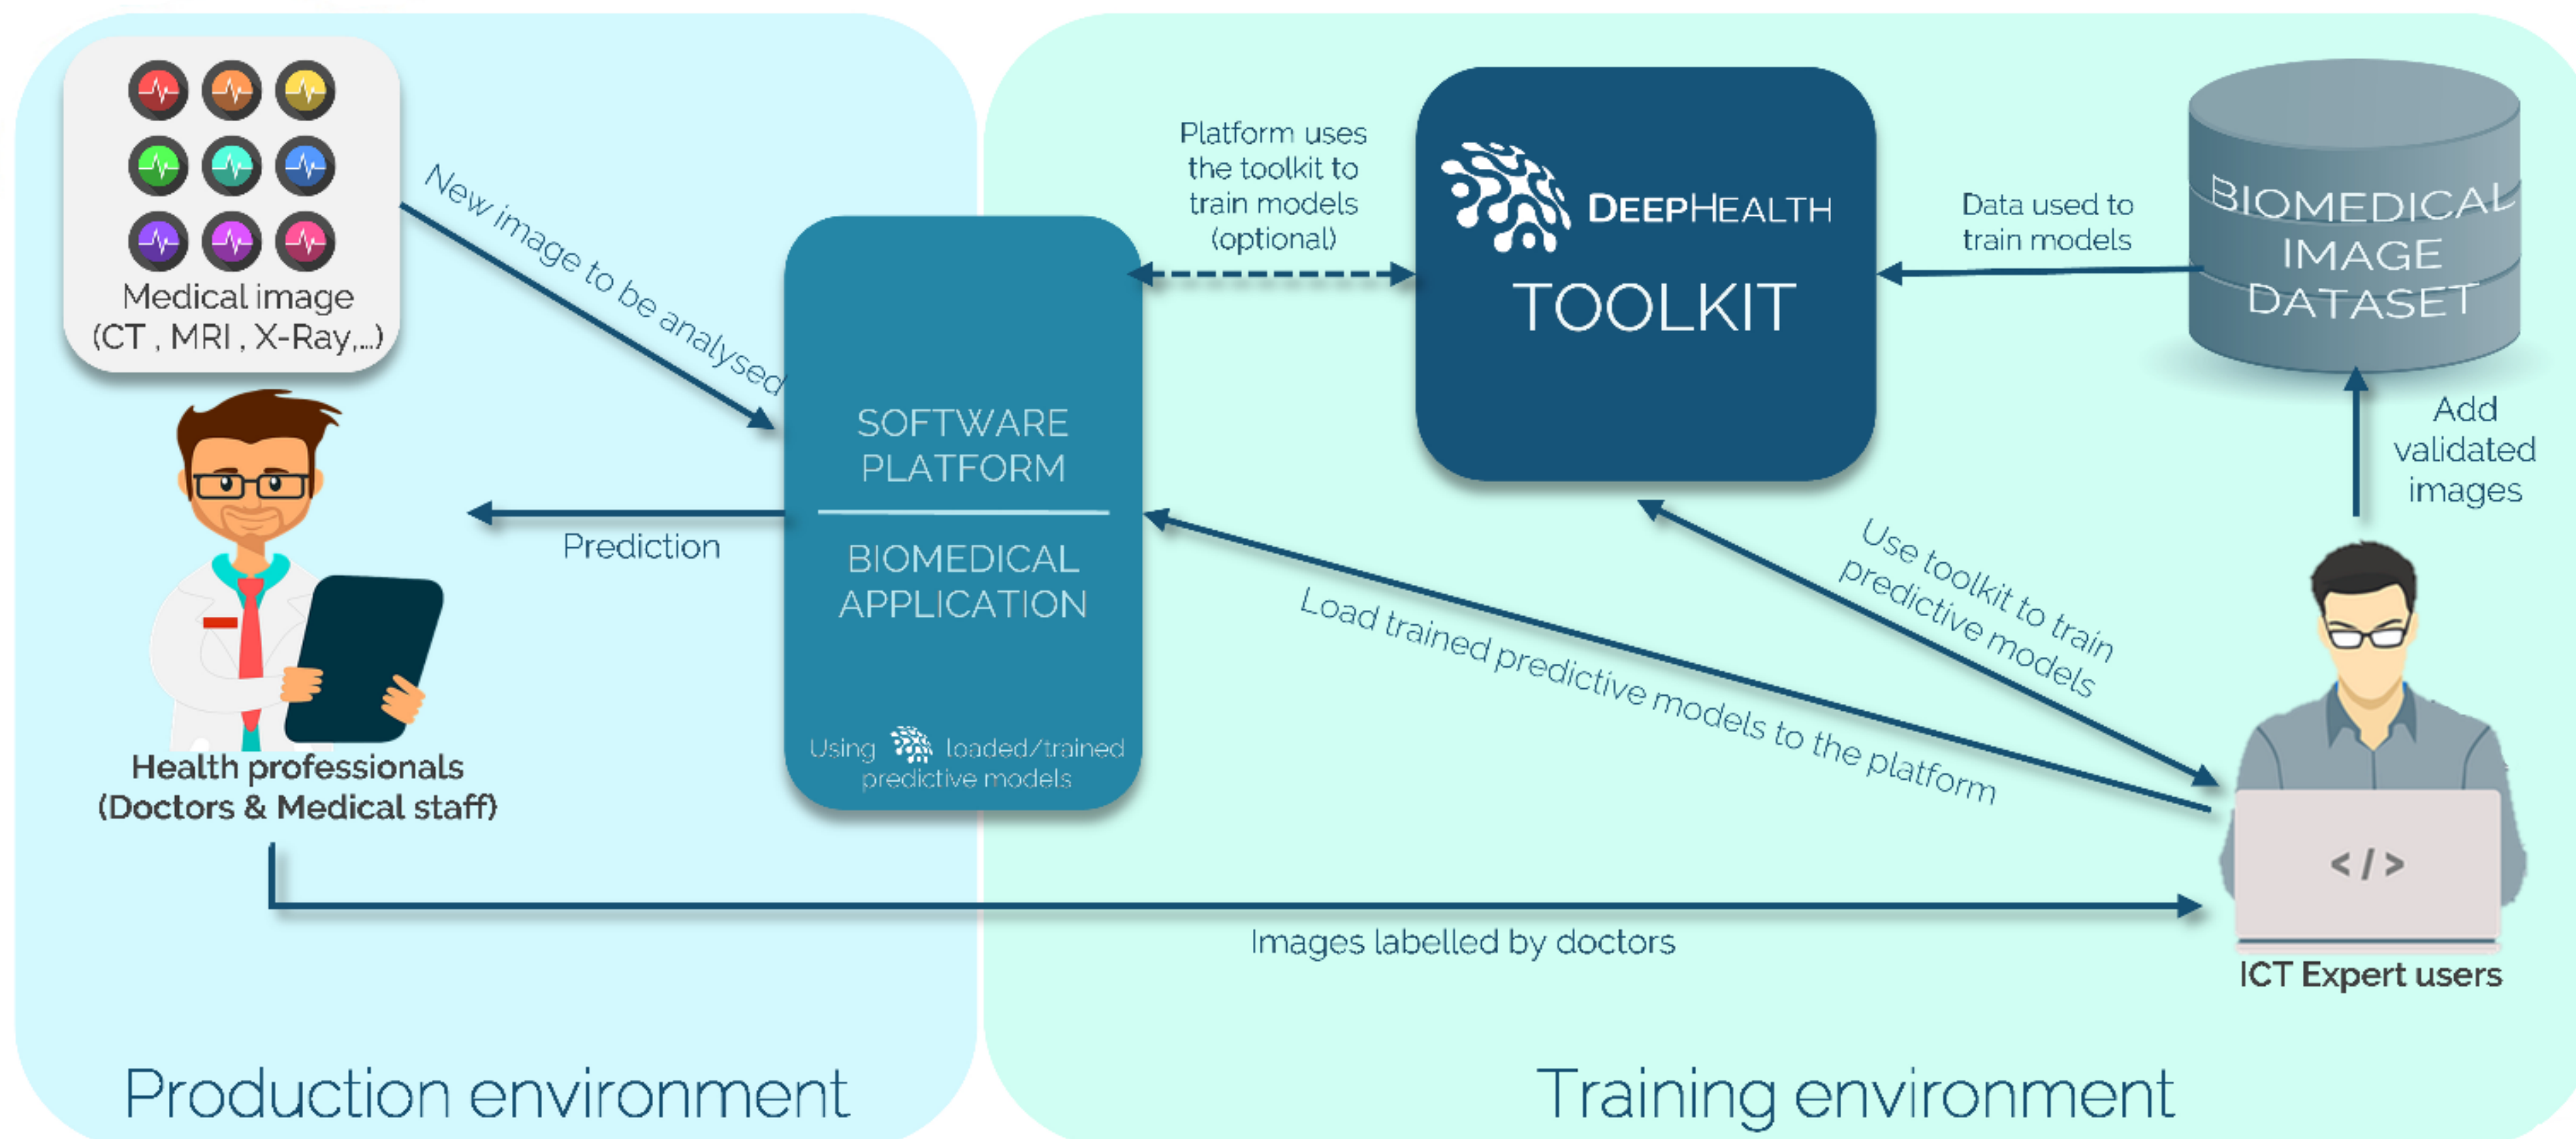 Medical image
(CT , MRI , X-Ray,...)
New image to be analysed
Health professionals
(Doctors & Medical staff)
Prediction
SOFTWARE
PLATFORM
BIOMEDICAL
APPLICATION
Using loaded/trained
predictive models
Platform uses
the toolkit to
train models
(optional)
DEEPHEALTH
TOOLKIT
Data used to
train models
BIOMEDICAL
IMAGE
DATASET
Add
validated
images
Use toolkit to train
predictive models
Load trained predictive models to the platform
</>
ICT Expert users
Images labelled by doctors
Production environment
Training environment